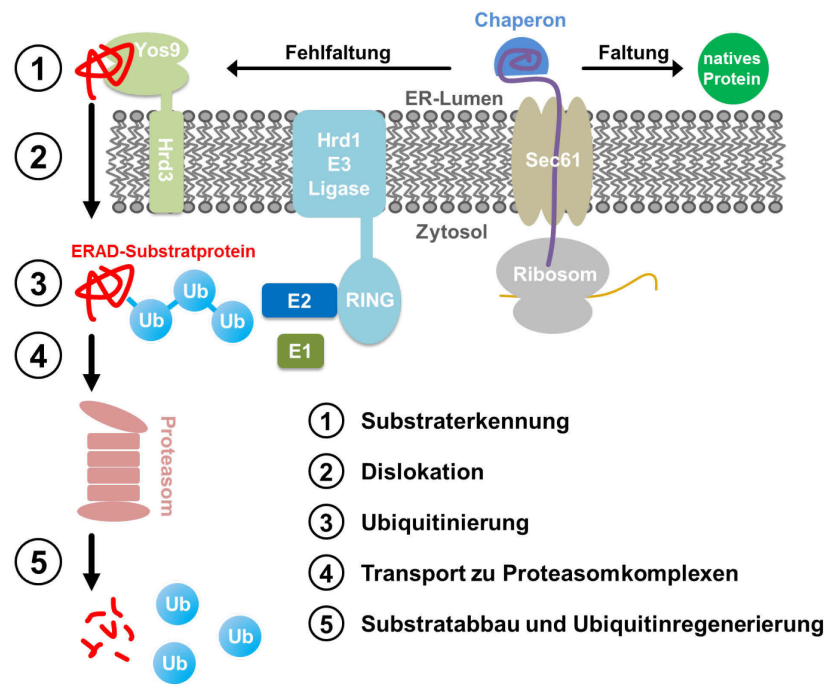 Chaperon
Yos9
Fehlfaltung
Faltung
natives
Protein
1
ER-Lumen
Hrd3
Hrd1
E3
Ligase
Sec61
2
Zytosol
ERAD-Substratprotein
3
Ub
Ub
Ub
E2
RING
Ribosom
E1
4
Proteasom
1 Substraterkennung
2 Dislokation
3 Ubiquitinierung
4 Transport zu Proteasomkomplexen
5 Substratabbau und Ubiquitinregenerierung
5
Ub
Ub
Ub